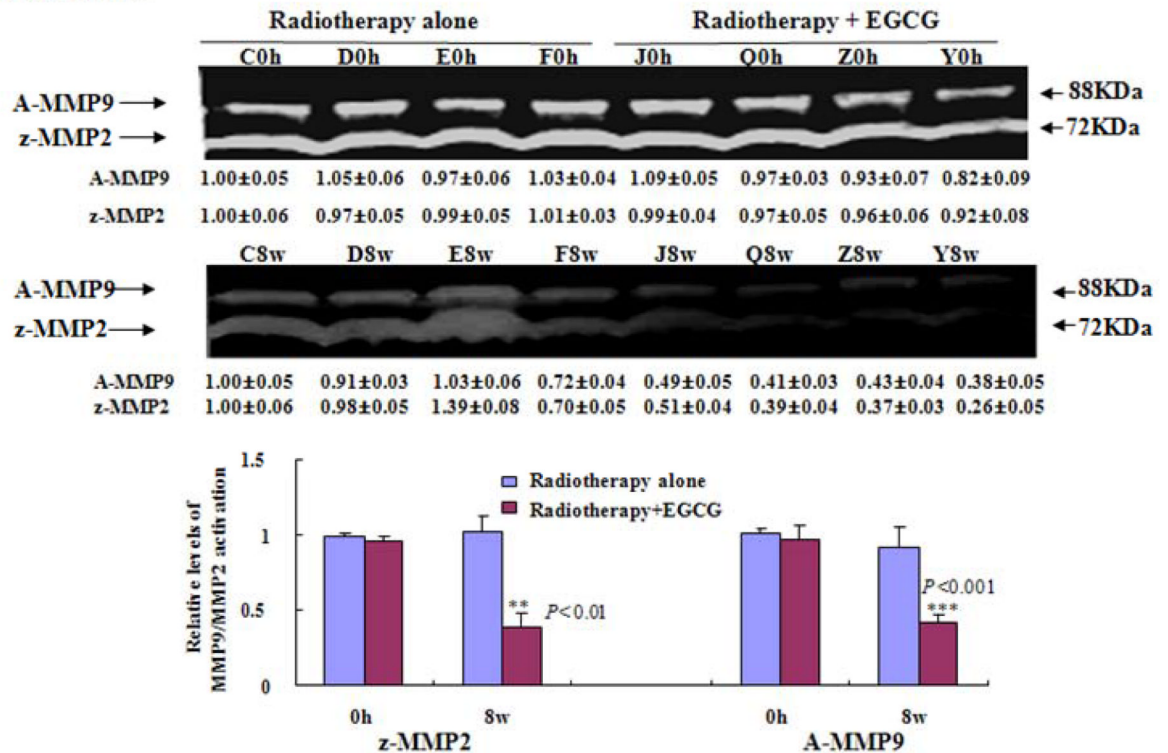 Radiotherapy alone Radiotherapy + EGCG
C0h D0h E0h F0h J0h Q0h Z0h Y0h
A-MMP9 88KDa
z-MMP2 72KDa
A-MMP9 1.00±0.05 1.05±0.06 0.97±0.06 1.03±0.04 1.09±0.05 0.97±0.03 0.93±0.07 0.82±0.09
z-MMP2 1.00±0.06 0.97±0.05 0.99±0.05 1.01±0.03 0.99±0.04 0.97±0.05 0.96±0.06 0.92±0.08
C8w D8w E8w F8w J8w Q8w Z8w Y8w
A-MMP9 88KDa
z-MMP2 72KDa
A-MMP9 1.00±0.05 0.91±0.03 1.03±0.06 0.72±0.04 0.49±0.05 0.41±0.03 0.43±0.04 0.38±0.05
z-MMP2 1.00±0.06 0.98±0.05 1.39±0.08 0.70±0.05 0.51±0.04 0.39±0.04 0.37±0.03 0.26±0.05
Relative levels of
MMP9/MMP2 activation
1.5
1
0.5
0
Radiotherapy alone
Radiotherapy+EGCG
** P<0.01
P<0.001
***
0h 8w 0h 8w
z-MMP2 A-MMP9